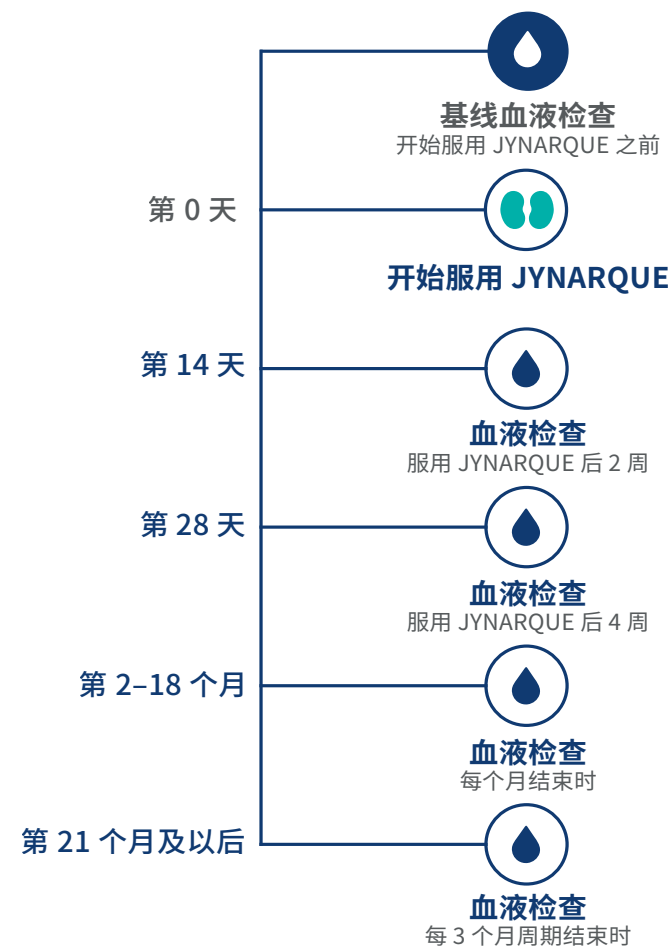 基线血液检查
开始服用 JYNARQUE 之前
第 0 天
开始服用 JYNARQUE
第 14 天
血液检查
服用 JYNARQUE 后 2 周
第 28 天
血液检查
服用 JYNARQUE 后 4 周
第 2–18 个月
血液检查
每个月结束时
第 21 个月及以后
血液检查
每 3 个月周期结束时